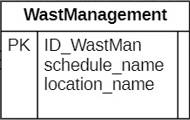 WastManagement
PK ID_WastMan
schedule_name
location_name